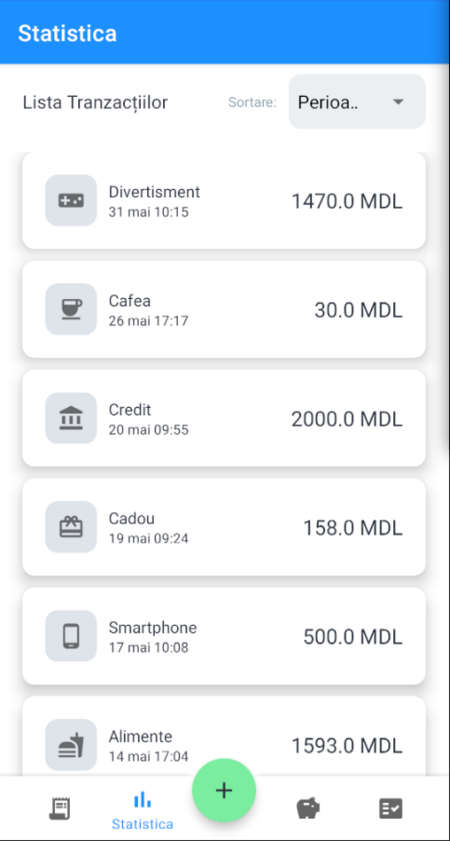 Statistica
Lista Tranzacțiilor
Sortare:
Perioa..
Divertisment
31 mai 10:15
1470.0 MDL
Cafea
26 mai 17:17
30.0 MDL
Credit
20 mai 09:55
2000.0 MDL
Cadou
19 mai 09:24
158.0 MDL
Smartphone
17 mai 10:08
500.0 MDL
Alimente
14 mai 17:04
1593.0 MDL
+
Statistica